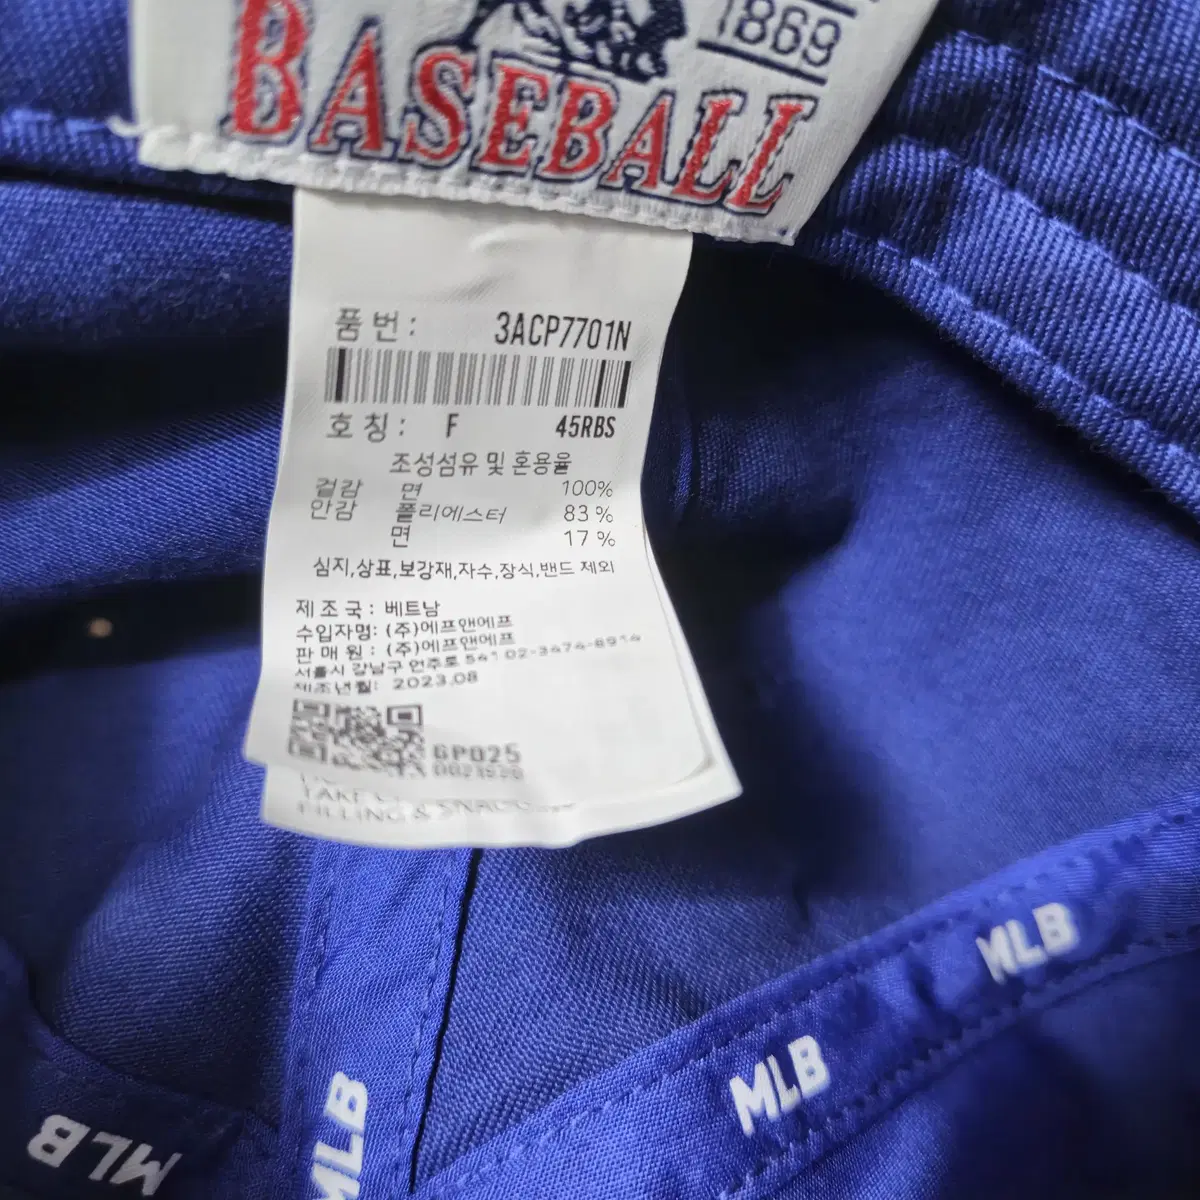 1869
BASEBALL
품 번 : 3ACP7701N
호 칭 : F 45RBS
조성섬유 및 혼용율
겉감 면 100%
안감 폴리에스터 83 %
면 17 %
심지,상표,보강재,자수,장식,밴드 제외
제 조 국 : 베트남
수입자명: (주)에프앤에프
판 매 원 : (주)에프앤에프
서울시 강남구 언주로 541 02-3474-8914
제조년월: 2023.08
GP025
MLB
MLB
MLB
MLB